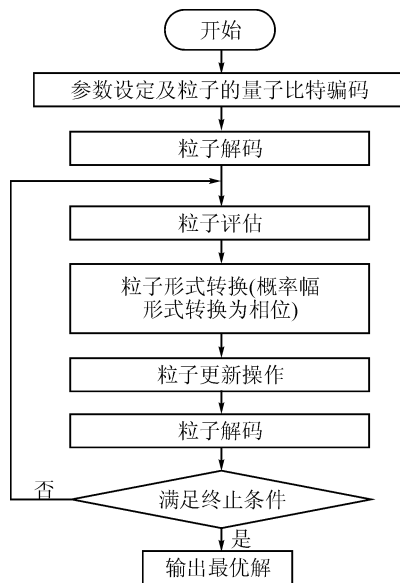 开始
参数设定及粒子的量子比特骗码
粒子解码
粒子评估
粒子形式转换(概率幅
形式转换为相位)
粒子更新操作
粒子解码
否
满足终止条件
是
输出最优解